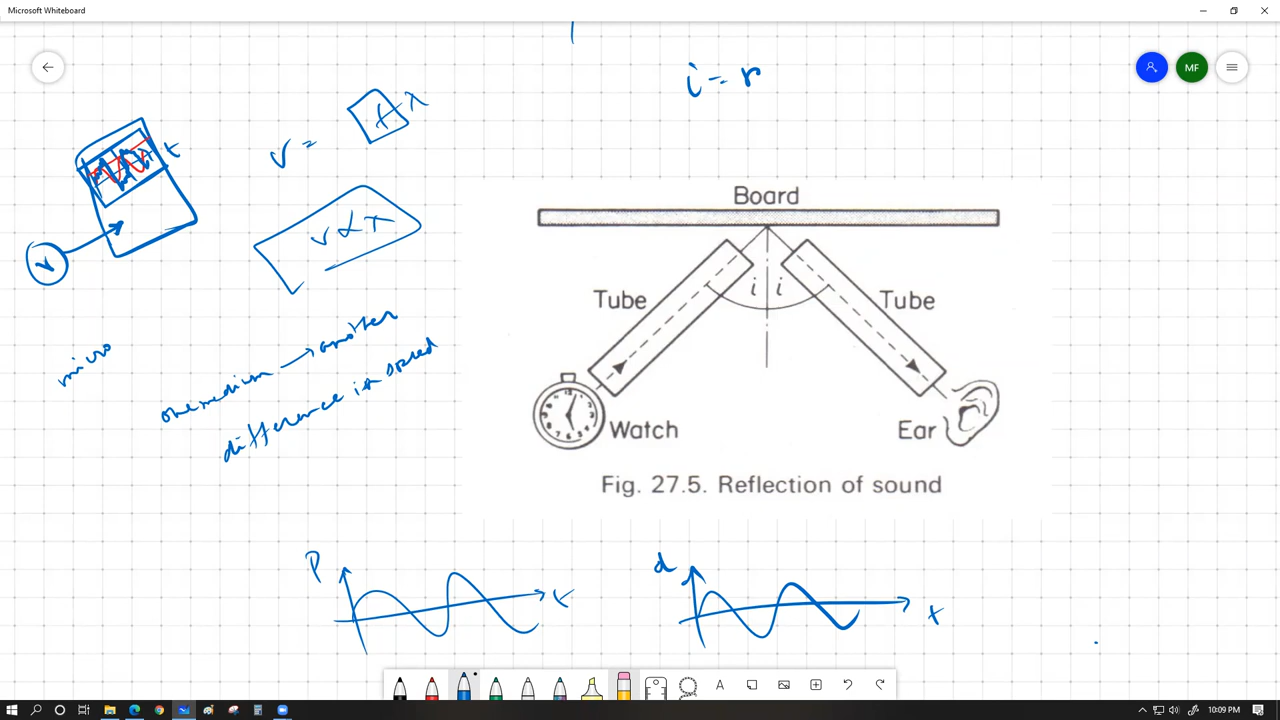 Microsoft Whiteboard
i = r
MF
t
v = fλ
v
v ∝ λ
Board
i i
Tube
Tube
micro
one medium → another
difference in speed
Watch
Ear
Fig. 27.5. Reflection of sound
P
d
t
10:09 PM